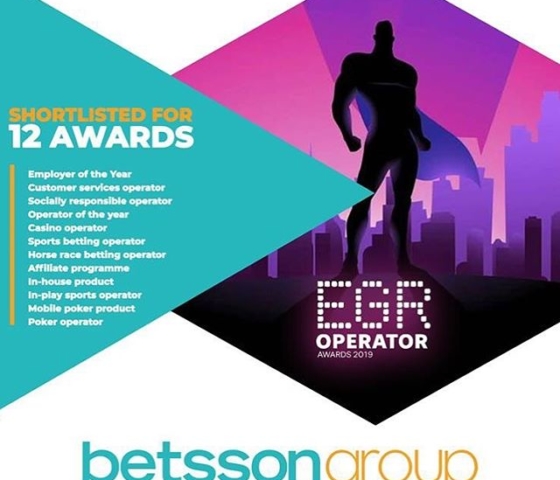 SHORTLISTED FOR
12 AWARDS
Employer of the Year
Customer services operator
Socially responsible operator
Operator of the year
Casino operator
Sports betting operator
Horse race betting operator
Affiliate programme
In-house product
In-play sports operator
Mobile poker product
Poker operator
EGR
OPERATOR
AWARDS 2019
betssongroup